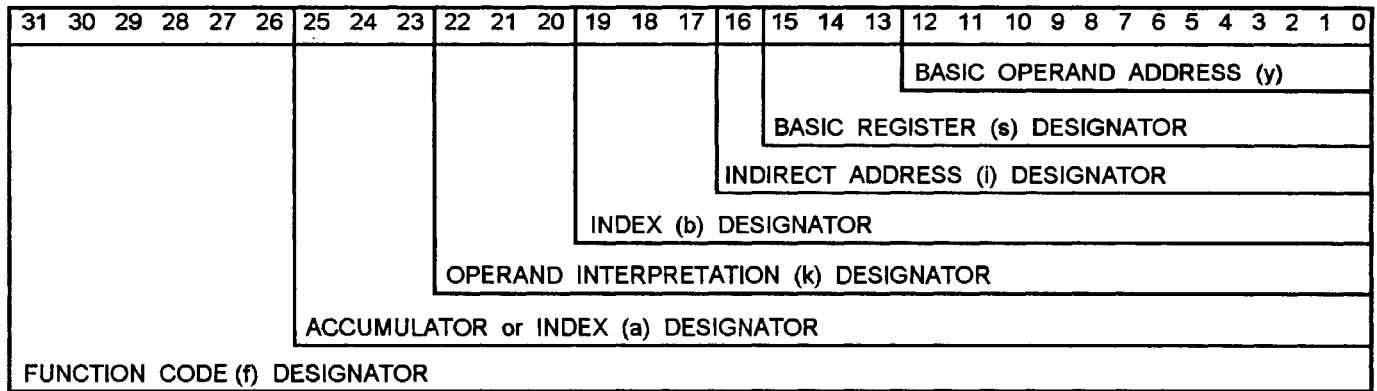 31 30 29 28 27 26 25 24 23 22 21 20 19 18 17 16 15 14 13 12 11 10 9 8 7 6 5 4 3 2 1 0
BASIC OPERAND ADDRESS (y)
BASIC REGISTER (s) DESIGNATOR
INDIRECT ADDRESS (i) DESIGNATOR
INDEX (b) DESIGNATOR
OPERAND INTERPRETATION (k) DESIGNATOR
ACCUMULATOR or INDEX (a) DESIGNATOR
FUNCTION CODE (f) DESIGNATOR